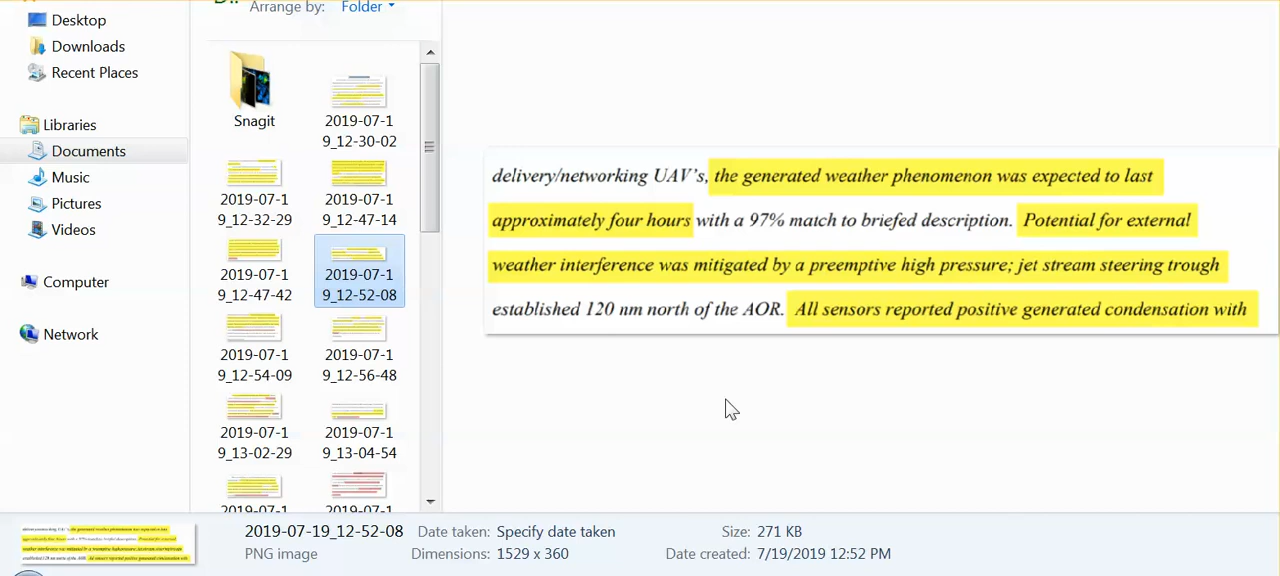 Arrange by: Folder
Desktop
Downloads
Recent Places
Libraries
Documents
Music
Pictures
Videos
Computer
Network
Snagit
2019-07-1
9_12-30-02
2019-07-1
9_12-32-29
2019-07-1
9_12-47-14
2019-07-1
9_12-47-42
2019-07-1
9_12-52-08
2019-07-1
9_12-54-09
2019-07-1
9_12-56-48
2019-07-1
9_13-02-29
2019-07-1
9_13-04-54
2019-07-1
2019-07-1
delivery/networking UAV's, the generated weather phenomenon was expected to last
approximately four hours with a 97% match to briefed description. Potential for external
weather interference was mitigated by a preemptive high pressure; jet stream steering trough
established 120 nm north of the AOR. All sensors reported positive generated condensation with
2019-07-19_12-52-08
PNG image
Date taken: Specify date taken
Dimensions: 1529 x 360
Size: 271 KB
Date created: 7/19/2019 12:52 PM